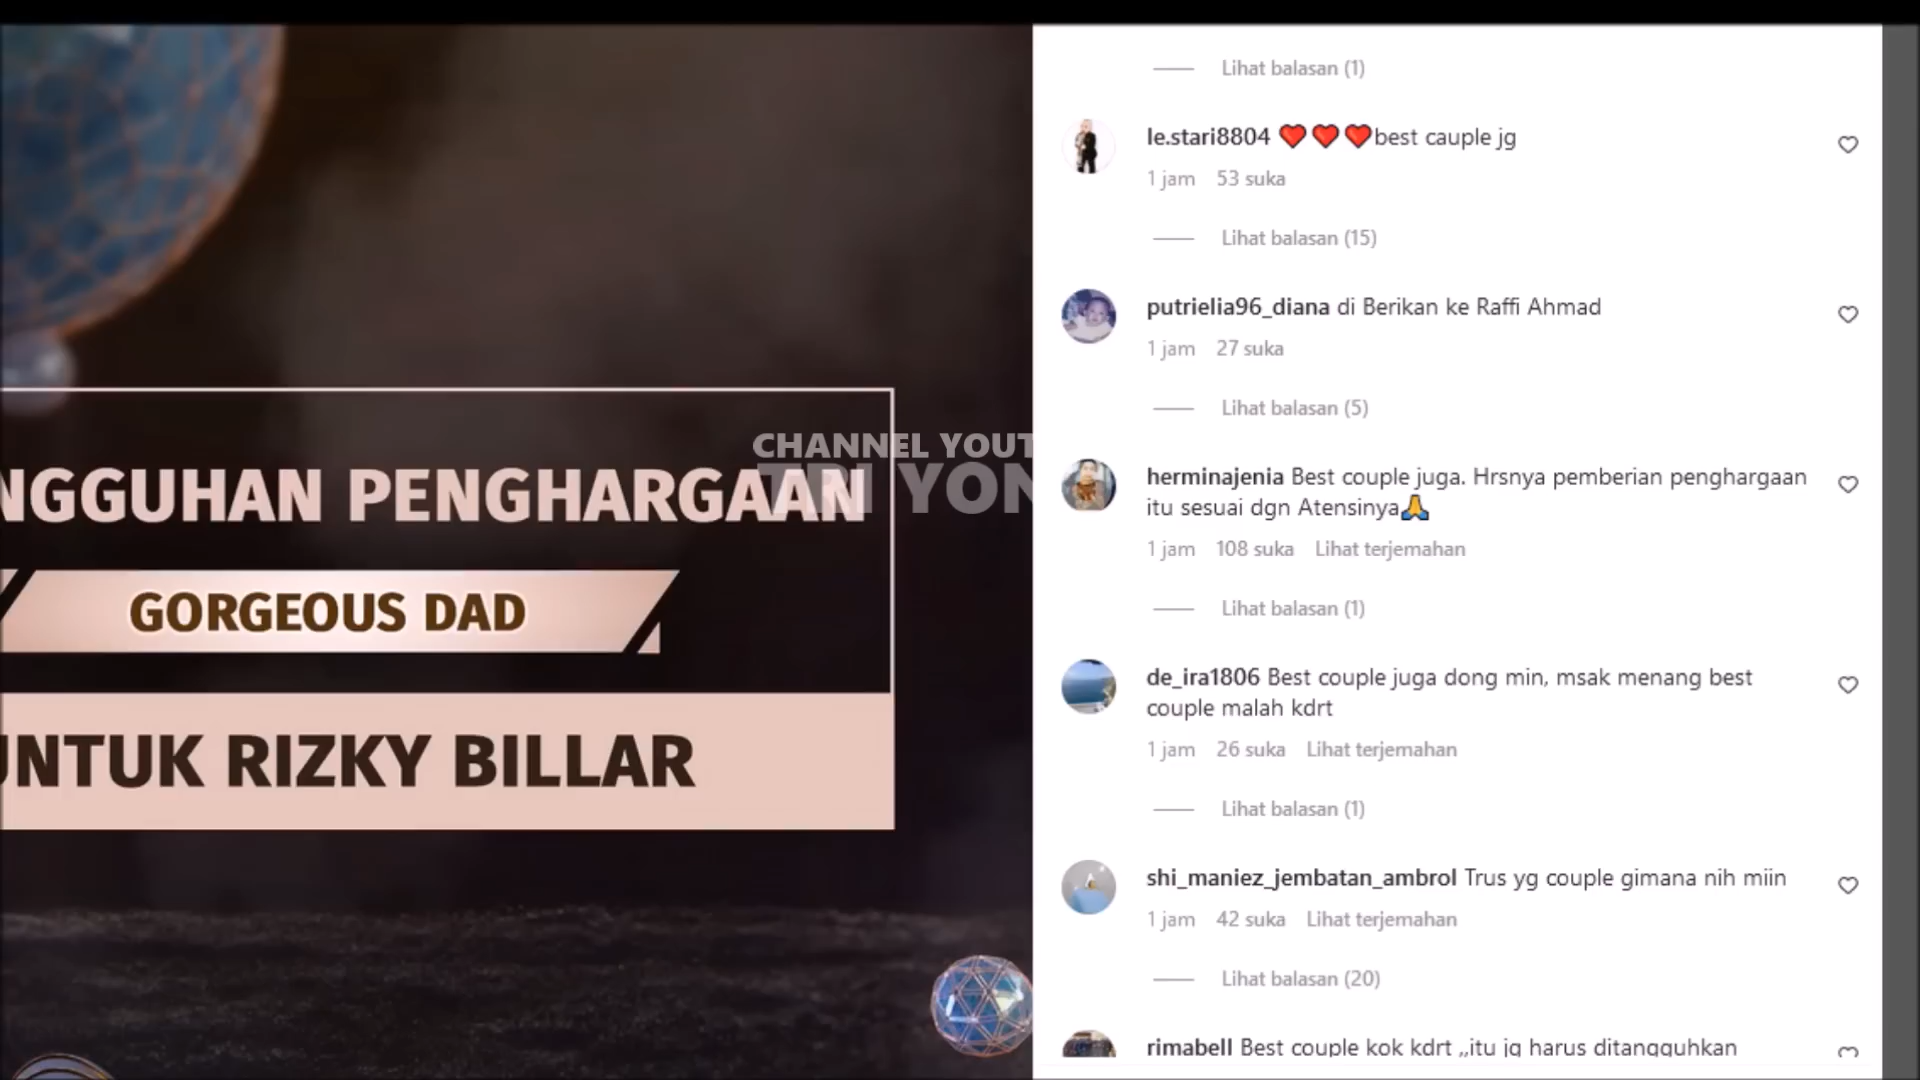 NGGUHAN PENGHARGAAN
GORGEOUS DAD
UNTUK RIZKY BILLAR
CHANNEL YOUT
TRI YON
Lihat balasan (1)
le.stari8804 ❤️❤️❤️best cauple jg
1 jam 53 suka
Lihat balasan (15)
putrielia96_diana di Berikan ke Raffi Ahmad
1 jam 27 suka
Lihat balasan (5)
herminajenia Best couple juga. Hrsnya pemberian penghargaan
itu sesuai dgn Atensinya🙏
1 jam 108 suka Lihat terjemahan
Lihat balasan (1)
de_ira1806 Best couple juga dong min, msak menang best
couple malah kdrt
1 jam 26 suka Lihat terjemahan
Lihat balasan (1)
shi_maniez_jembatan_ambrol Trus yg couple gimana nih miin
1 jam 42 suka Lihat terjemahan
Lihat balasan (20)
rimabell Best couple kok kdrt ,,itu jg harus ditangguhkan